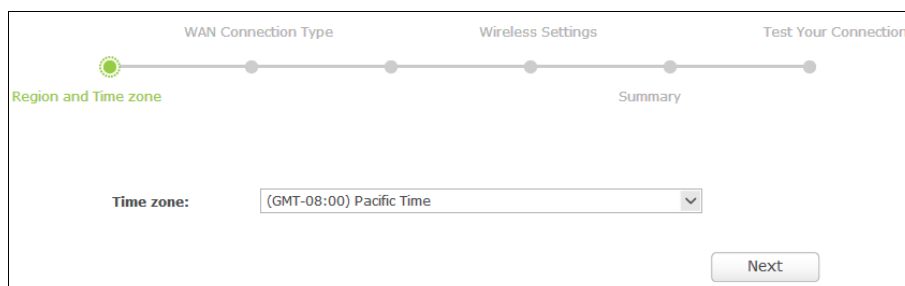 WAN Connection Type Wireless Settings Test Your Connection
Region and Time zone Summary
Time zone: (GMT-08:00) Pacific Time
Next